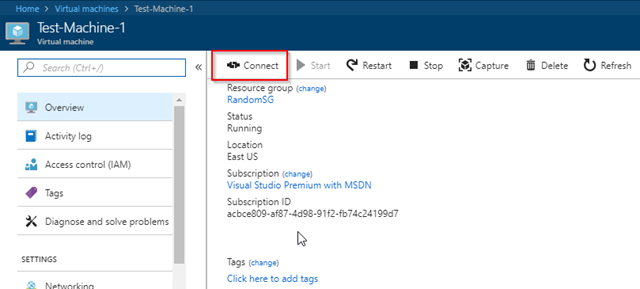 Home > Virtual machines > Test-Machine-1
Test-Machine-1
Virtual machine
Search (Ctrl+/)
Overview
Activity log
Access control (IAM)
Tags
Diagnose and solve problems
SETTINGS
Networking
Connect Start Restart Stop Capture Delete Refresh
Resource group (change)
RandomSG
Status
Running
Location
East US
Subscription (change)
Visual Studio Premium with MSDN
Subscription ID
acbce809-af87-4d98-91f2-fb74c24199d7
Tags (change)
Click here to add tags